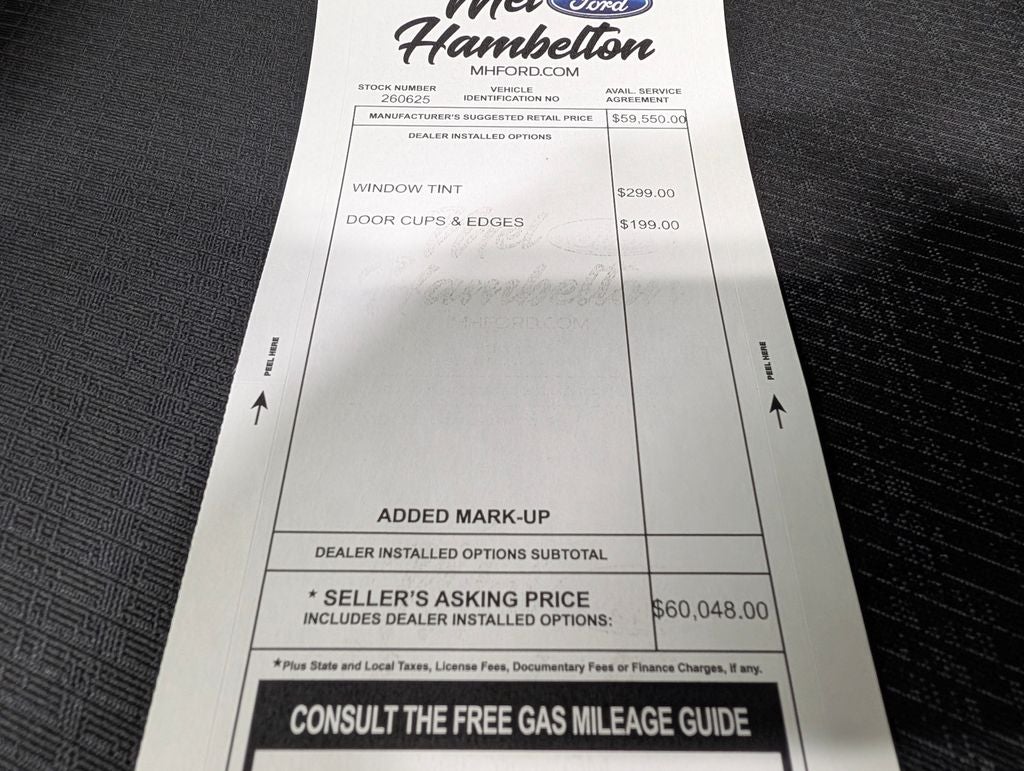 Mel Ford
Hambelton
MHFORD.COM
STOCK NUMBER
260625
VEHICLE
IDENTIFICATION NO
AVAIL. SERVICE
AGREEMENT
MANUFACTURER'S SUGGESTED RETAIL PRICE $59,550.00
DEALER INSTALLED OPTIONS
WINDOW TINT $299.00
DOOR CUPS & EDGES $199.00
Mel
Hambelton
MHFORD.COM
PEEL HERE
PEEL HERE
ADDED MARK-UP
DEALER INSTALLED OPTIONS SUBTOTAL
* SELLER'S ASKING PRICE
INCLUDES DEALER INSTALLED OPTIONS: $60,048.00
*Plus State and Local Taxes, License Fees, Documentary Fees or Finance Charges, if any.
CONSULT THE FREE GAS MILEAGE GUIDE